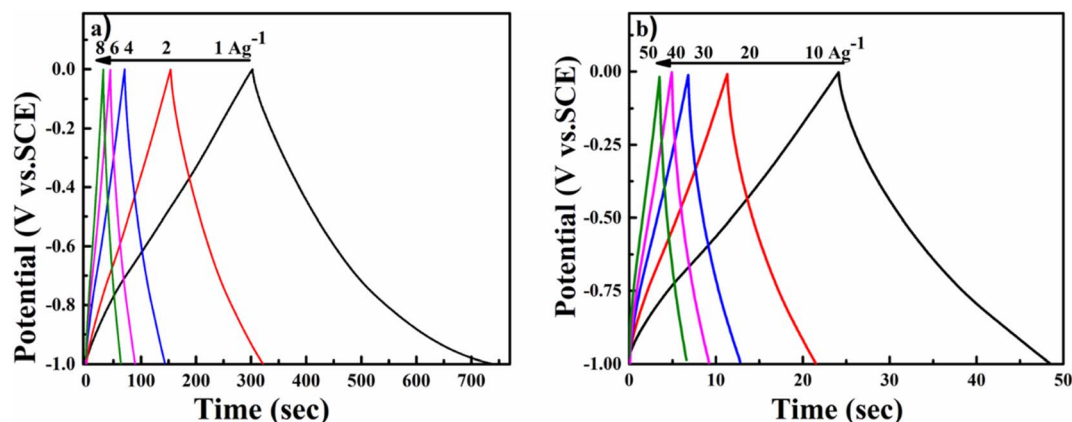 a)
8 6 4 2 1 Ag⁻¹
0.0
-0.2
-0.4
-0.6
-0.8
-1.0
Potential (V vs.SCE)
0 100 200 300 400 500 600 700
Time (sec)
b)
50 40 30 20 10 Ag⁻¹
0.00
-0.25
-0.50
-0.75
-1.00
Potential (V vs.SCE)
0 10 20 30 40 50
Time (sec)